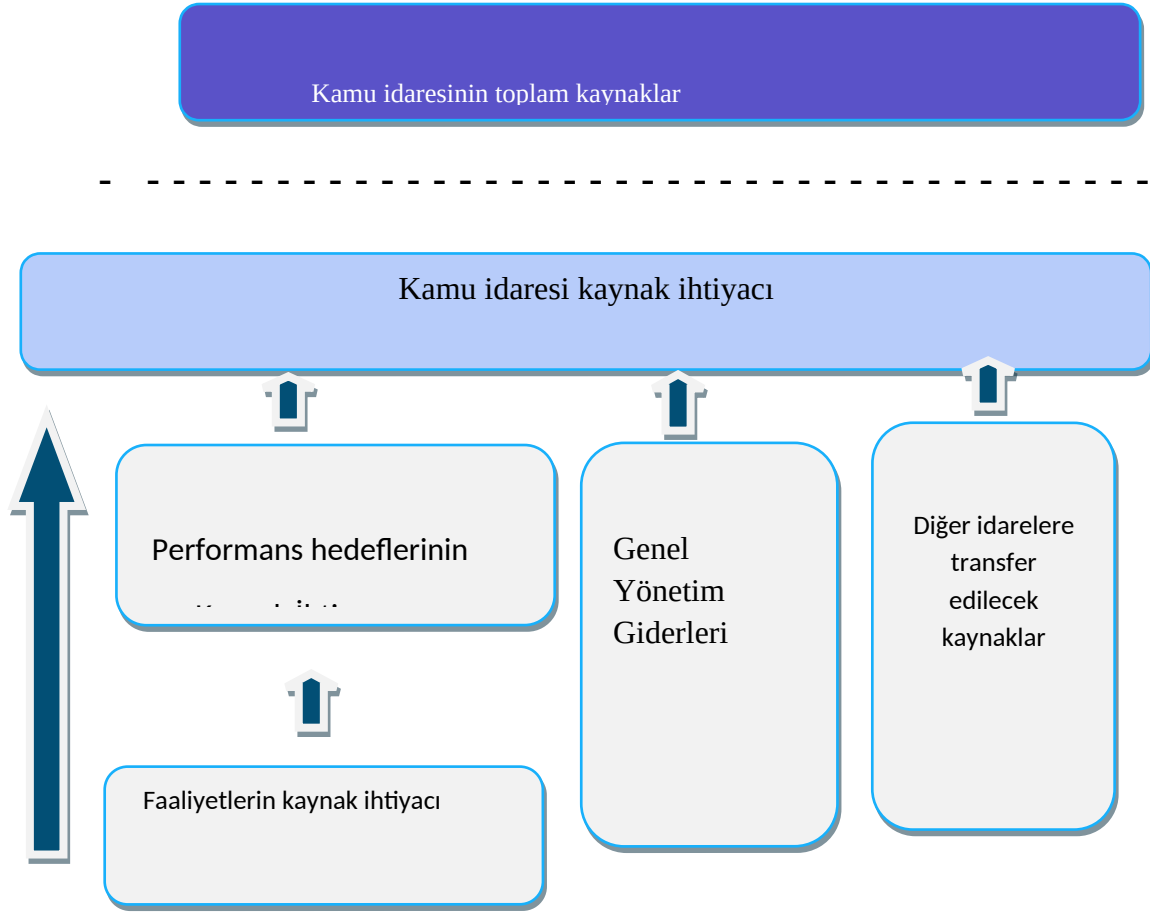 Kamu idaresinin toplam kaynaklar
Kamu idaresi kaynak ihtiyacı
Performans hedeflerinin
Genel
Yönetim
Giderleri
Diğer idarelere
transfer
edilecek
kaynaklar
Faaliyetlerin kaynak ihtiyacı